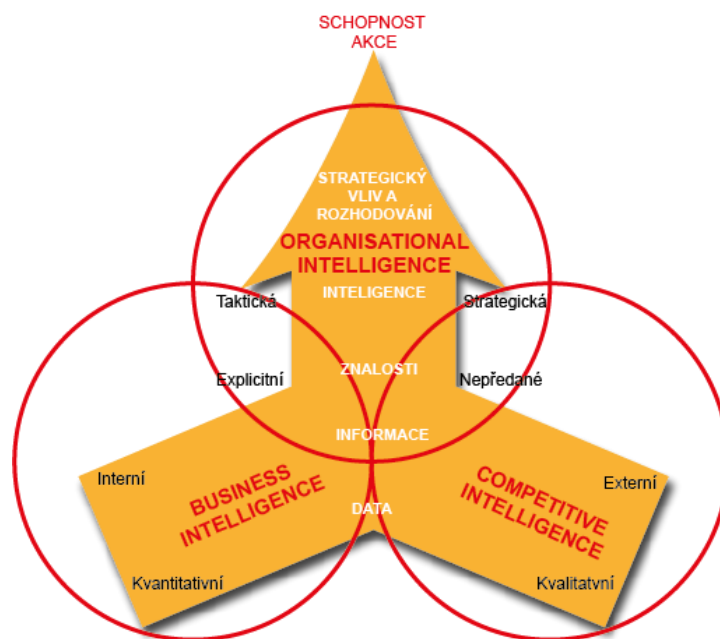 SCHOPNOST
AKCE
STRATEGICKÝ
VLIV A
ROZHODOVÁNÍ
ORGANISATIONAL
INTELLIGENCE
INTELIGENCE
Taktická
Strategická
ZNALOSTI
Explicitní
Nepředané
INFORMACE
Interní
BUSINESS
INTELLIGENCE
COMPETITIVE
INTELLIGENCE
Externí
DATA
Kvantitativní
Kvalitatvní